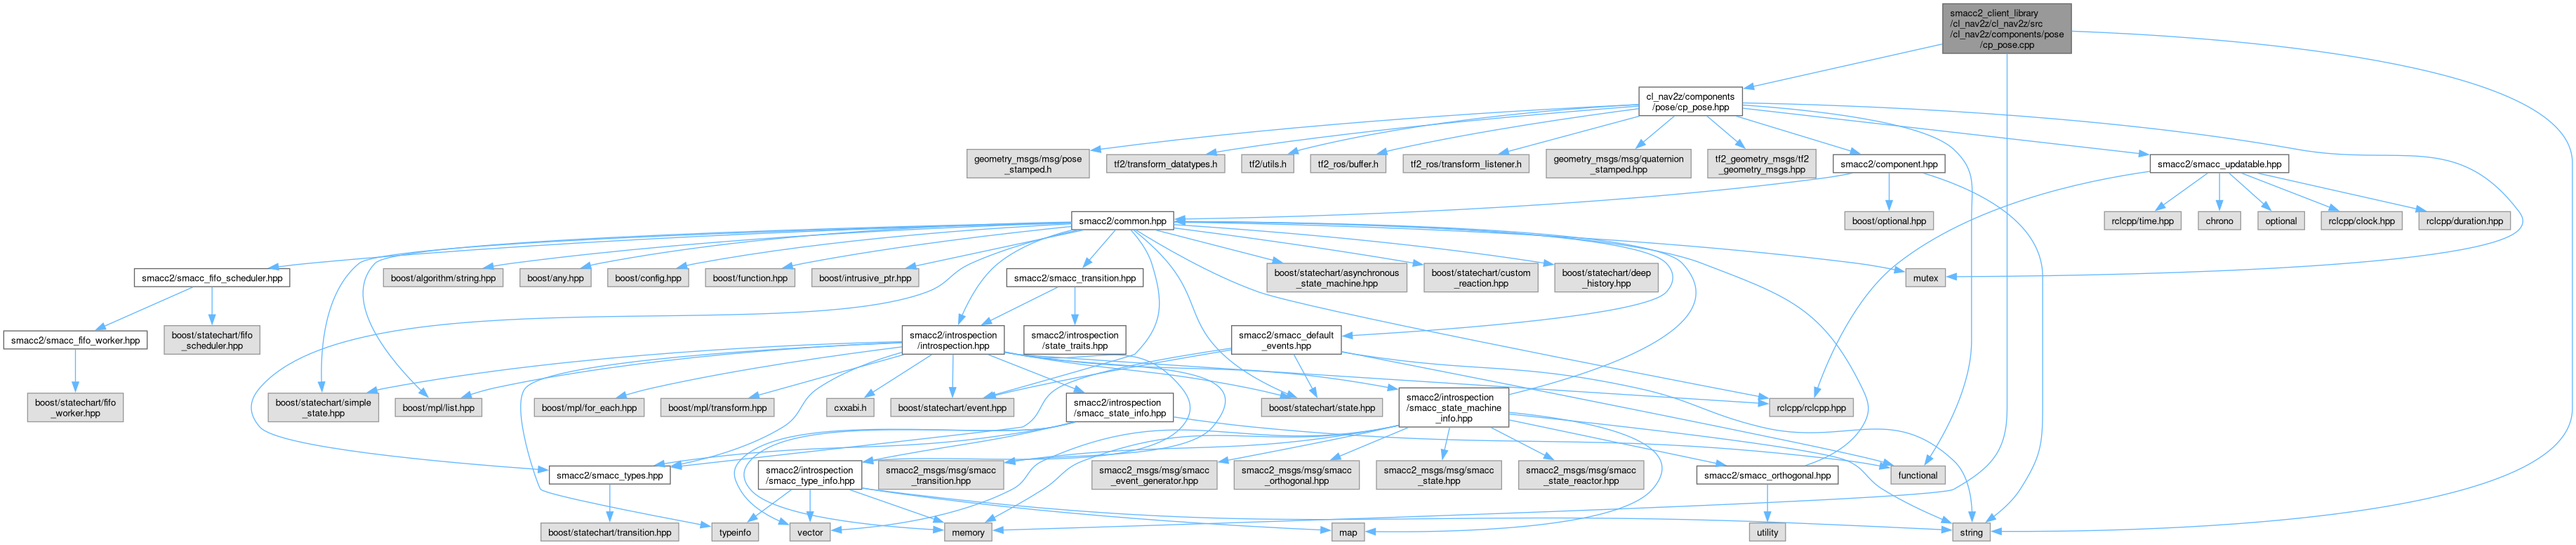 smacc2_client_library
/cl_nav2z/cl_nav2z/src
/cl_nav2z/components/pose
/cp_pose.cpp
cl_nav2z/components
/pose/cp_pose.hpp
geometry_msgs/msg/pose
_stamped.h
tf2/transform_datatypes.h
tf2/utils.h
tf2_ros/buffer.h
tf2_ros/transform_listener.h
geometry_msgs/msg/quaternion
_stamped.hpp
tf2_geometry_msgs/tf2
_geometry_msgs.hpp
smacc2/component.hpp
smacc2/smacc_updatable.hpp
smacc2/common.hpp
boost/optional.hpp
rclcpp/time.hpp
chrono
optional
rclcpp/clock.hpp
rclcpp/duration.hpp
smacc2/smacc_fifo_scheduler.hpp
boost/algorithm/string.hpp
boost/any.hpp
boost/config.hpp
boost/function.hpp
boost/intrusive_ptr.hpp
smacc2/smacc_transition.hpp
boost/statechart/asynchronous
_state_machine.hpp
boost/statechart/custom
_reaction.hpp
boost/statechart/deep
_history.hpp
mutex
smacc2/smacc_fifo_worker.hpp
boost/statechart/fifo
_scheduler.hpp
smacc2/introspection
/introspection.hpp
smacc2/introspection
/state_traits.hpp
smacc2/smacc_default
_events.hpp
boost/statechart/fifo
_worker.hpp
boost/statechart/simple
_state.hpp
boost/mpl/list.hpp
boost/mpl/for_each.hpp
boost/mpl/transform.hpp
cxxabi.h
boost/statechart/event.hpp
smacc2/introspection
/smacc_state_info.hpp
boost/statechart/state.hpp
smacc2/introspection
/smacc_state_machine
_info.hpp
rclcpp/rclcpp.hpp
smacc2/smacc_types.hpp
smacc2/introspection
/smacc_type_info.hpp
smacc2_msgs/msg/smacc
_transition.hpp
smacc2_msgs/msg/smacc
_event_generator.hpp
smacc2_msgs/msg/smacc
_orthogonal.hpp
smacc2_msgs/msg/smacc
_state.hpp
smacc2_msgs/msg/smacc
_state_reactor.hpp
smacc2/smacc_orthogonal.hpp
functional
boost/statechart/transition.hpp
typeinfo
vector
memory
map
utility
string